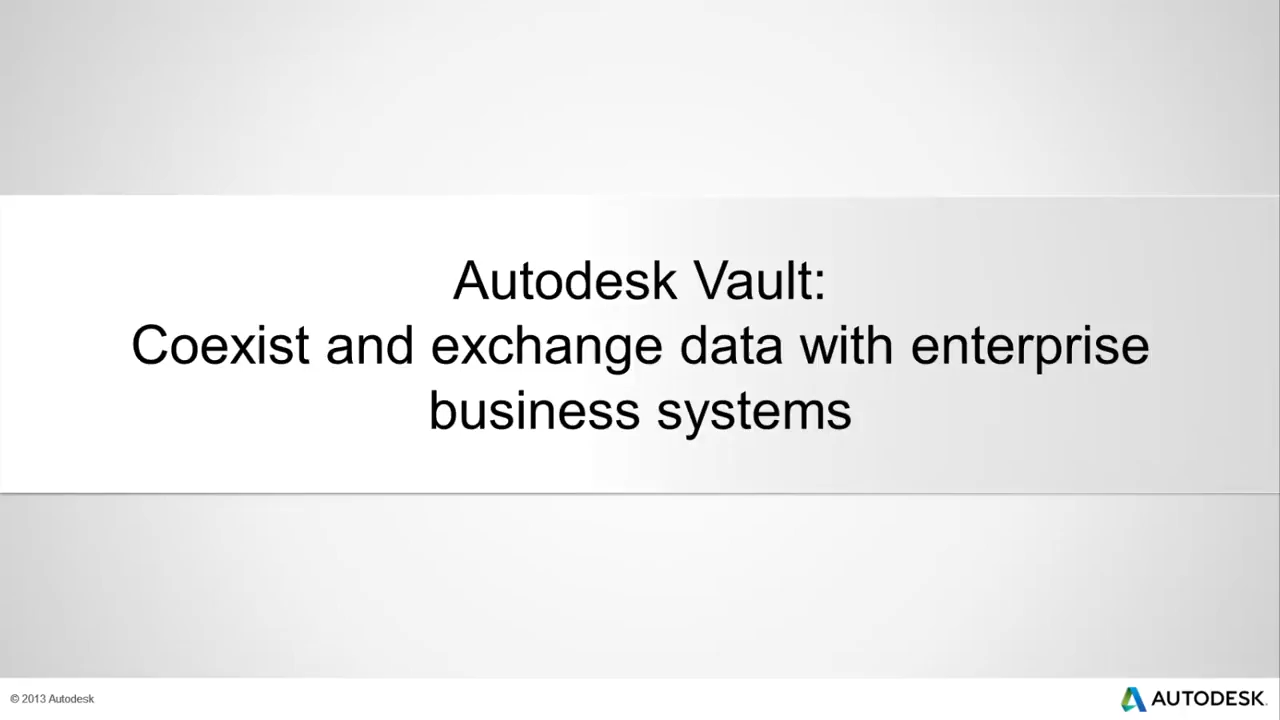 Autodesk Vault:
Coexist and exchange data with enterprise
business systems
© 2013 Autodesk
AUTODESK.